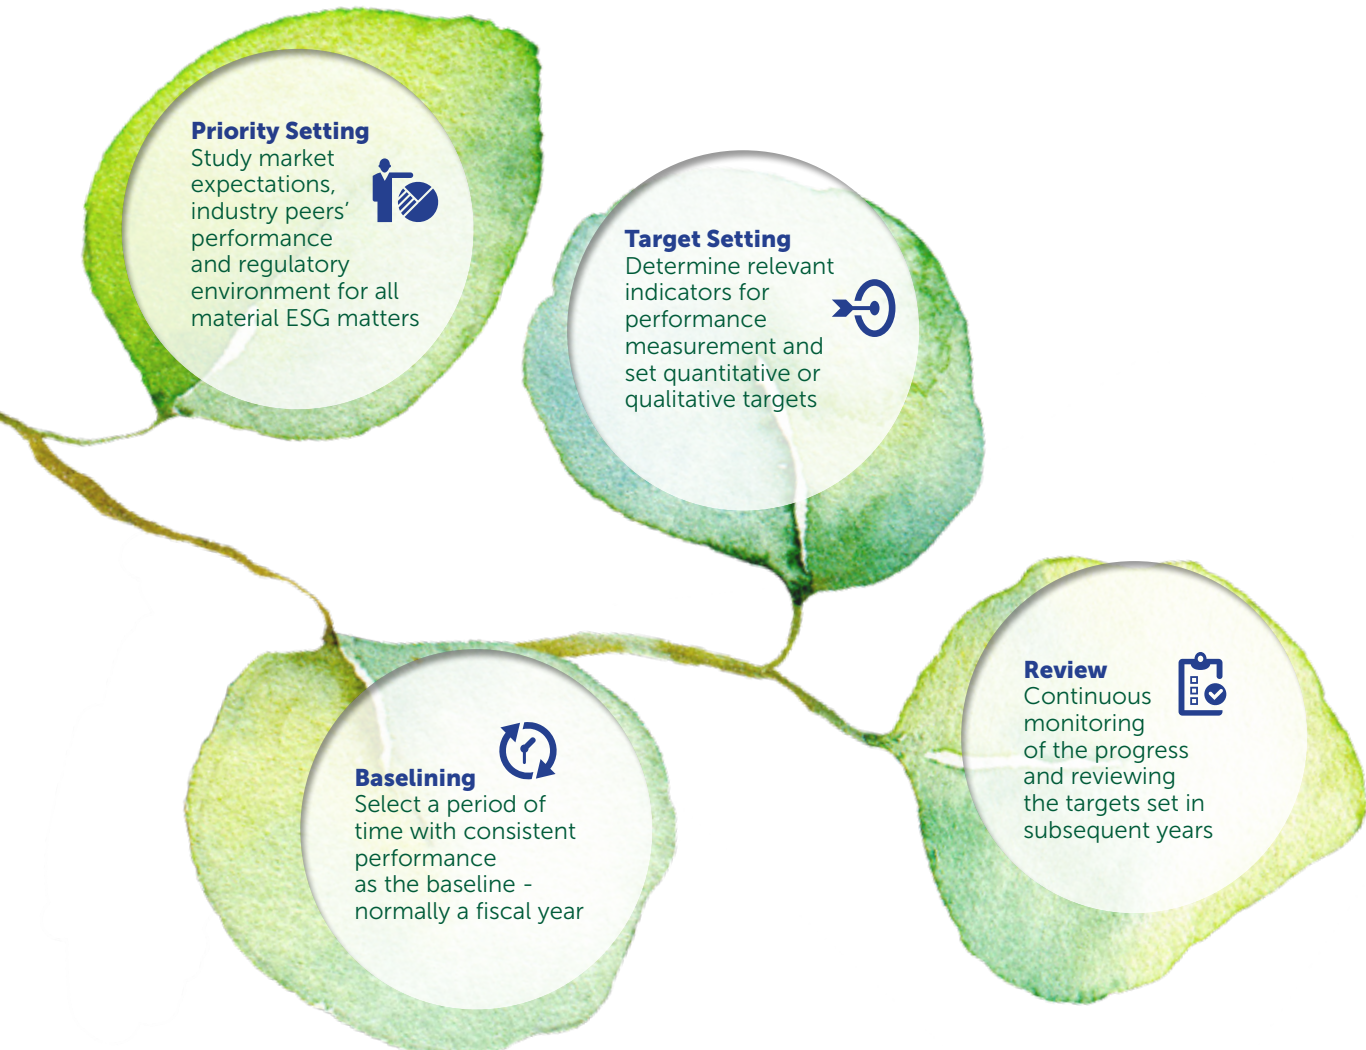 Priority Setting
Study market
expectations,
industry peers’
performance
and regulatory
environment for all
material ESG matters
Baselining
Select a period of
time with consistent
performance
as the baseline -
normally a fiscal year
Target Setting
Determine relevant
indicators for
performance
measurement and
set quantitative or
qualitative targets
Review
Continuous
monitoring
of the progress
and reviewing
the targets set in
subsequent years